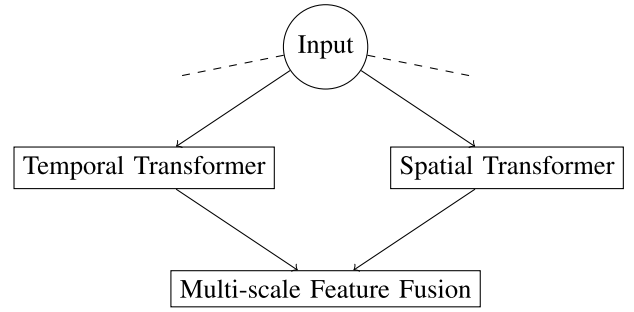 Input
Temporal Transformer
Spatial Transformer
Multi-scale Feature Fusion